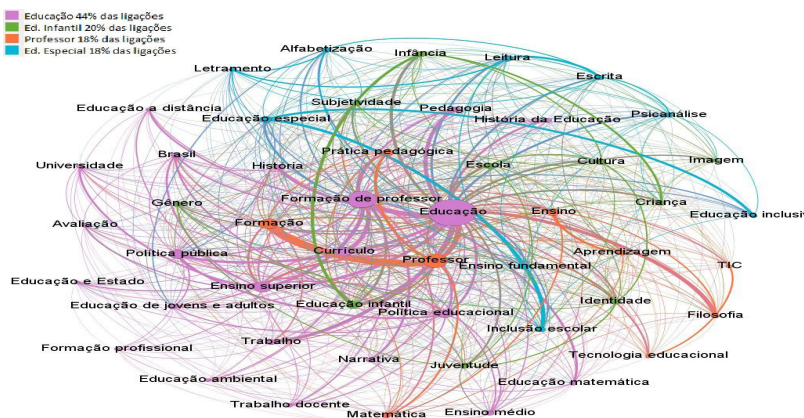 Educação 44% das ligações
Ed. Infantil 20% das ligações
Professor 18% das ligações
Ed. Especial 18% das ligações
Alfabetização
Infância
Leitura
Letramento
Escrita
Educação a distância
Subjetividade
Pedagogia
Educação especial
História da Educação
Psicanálise
Brasil
Prática pedagógica
Universidade
História
Escola
Cultura
Imagem
Gênero
Formação de professor
Criança
Avaliação
Formação
Educação
Ensino
Educação inclusiv
Política pública
Currículo
Professor
Ensino fundamental
Aprendizagem
TIC
Educação e Estado
Ensino superior
Educação de jovens e adultos
Educação infantil
Política educacional
Identidade
Filosofia
Inclusão escolar
Formação profissional
Trabalho
Narrativa
Juventude
Tecnologia educacional
Educação ambiental
Educação matemática
Trabalho docente
Matemática
Ensino médio